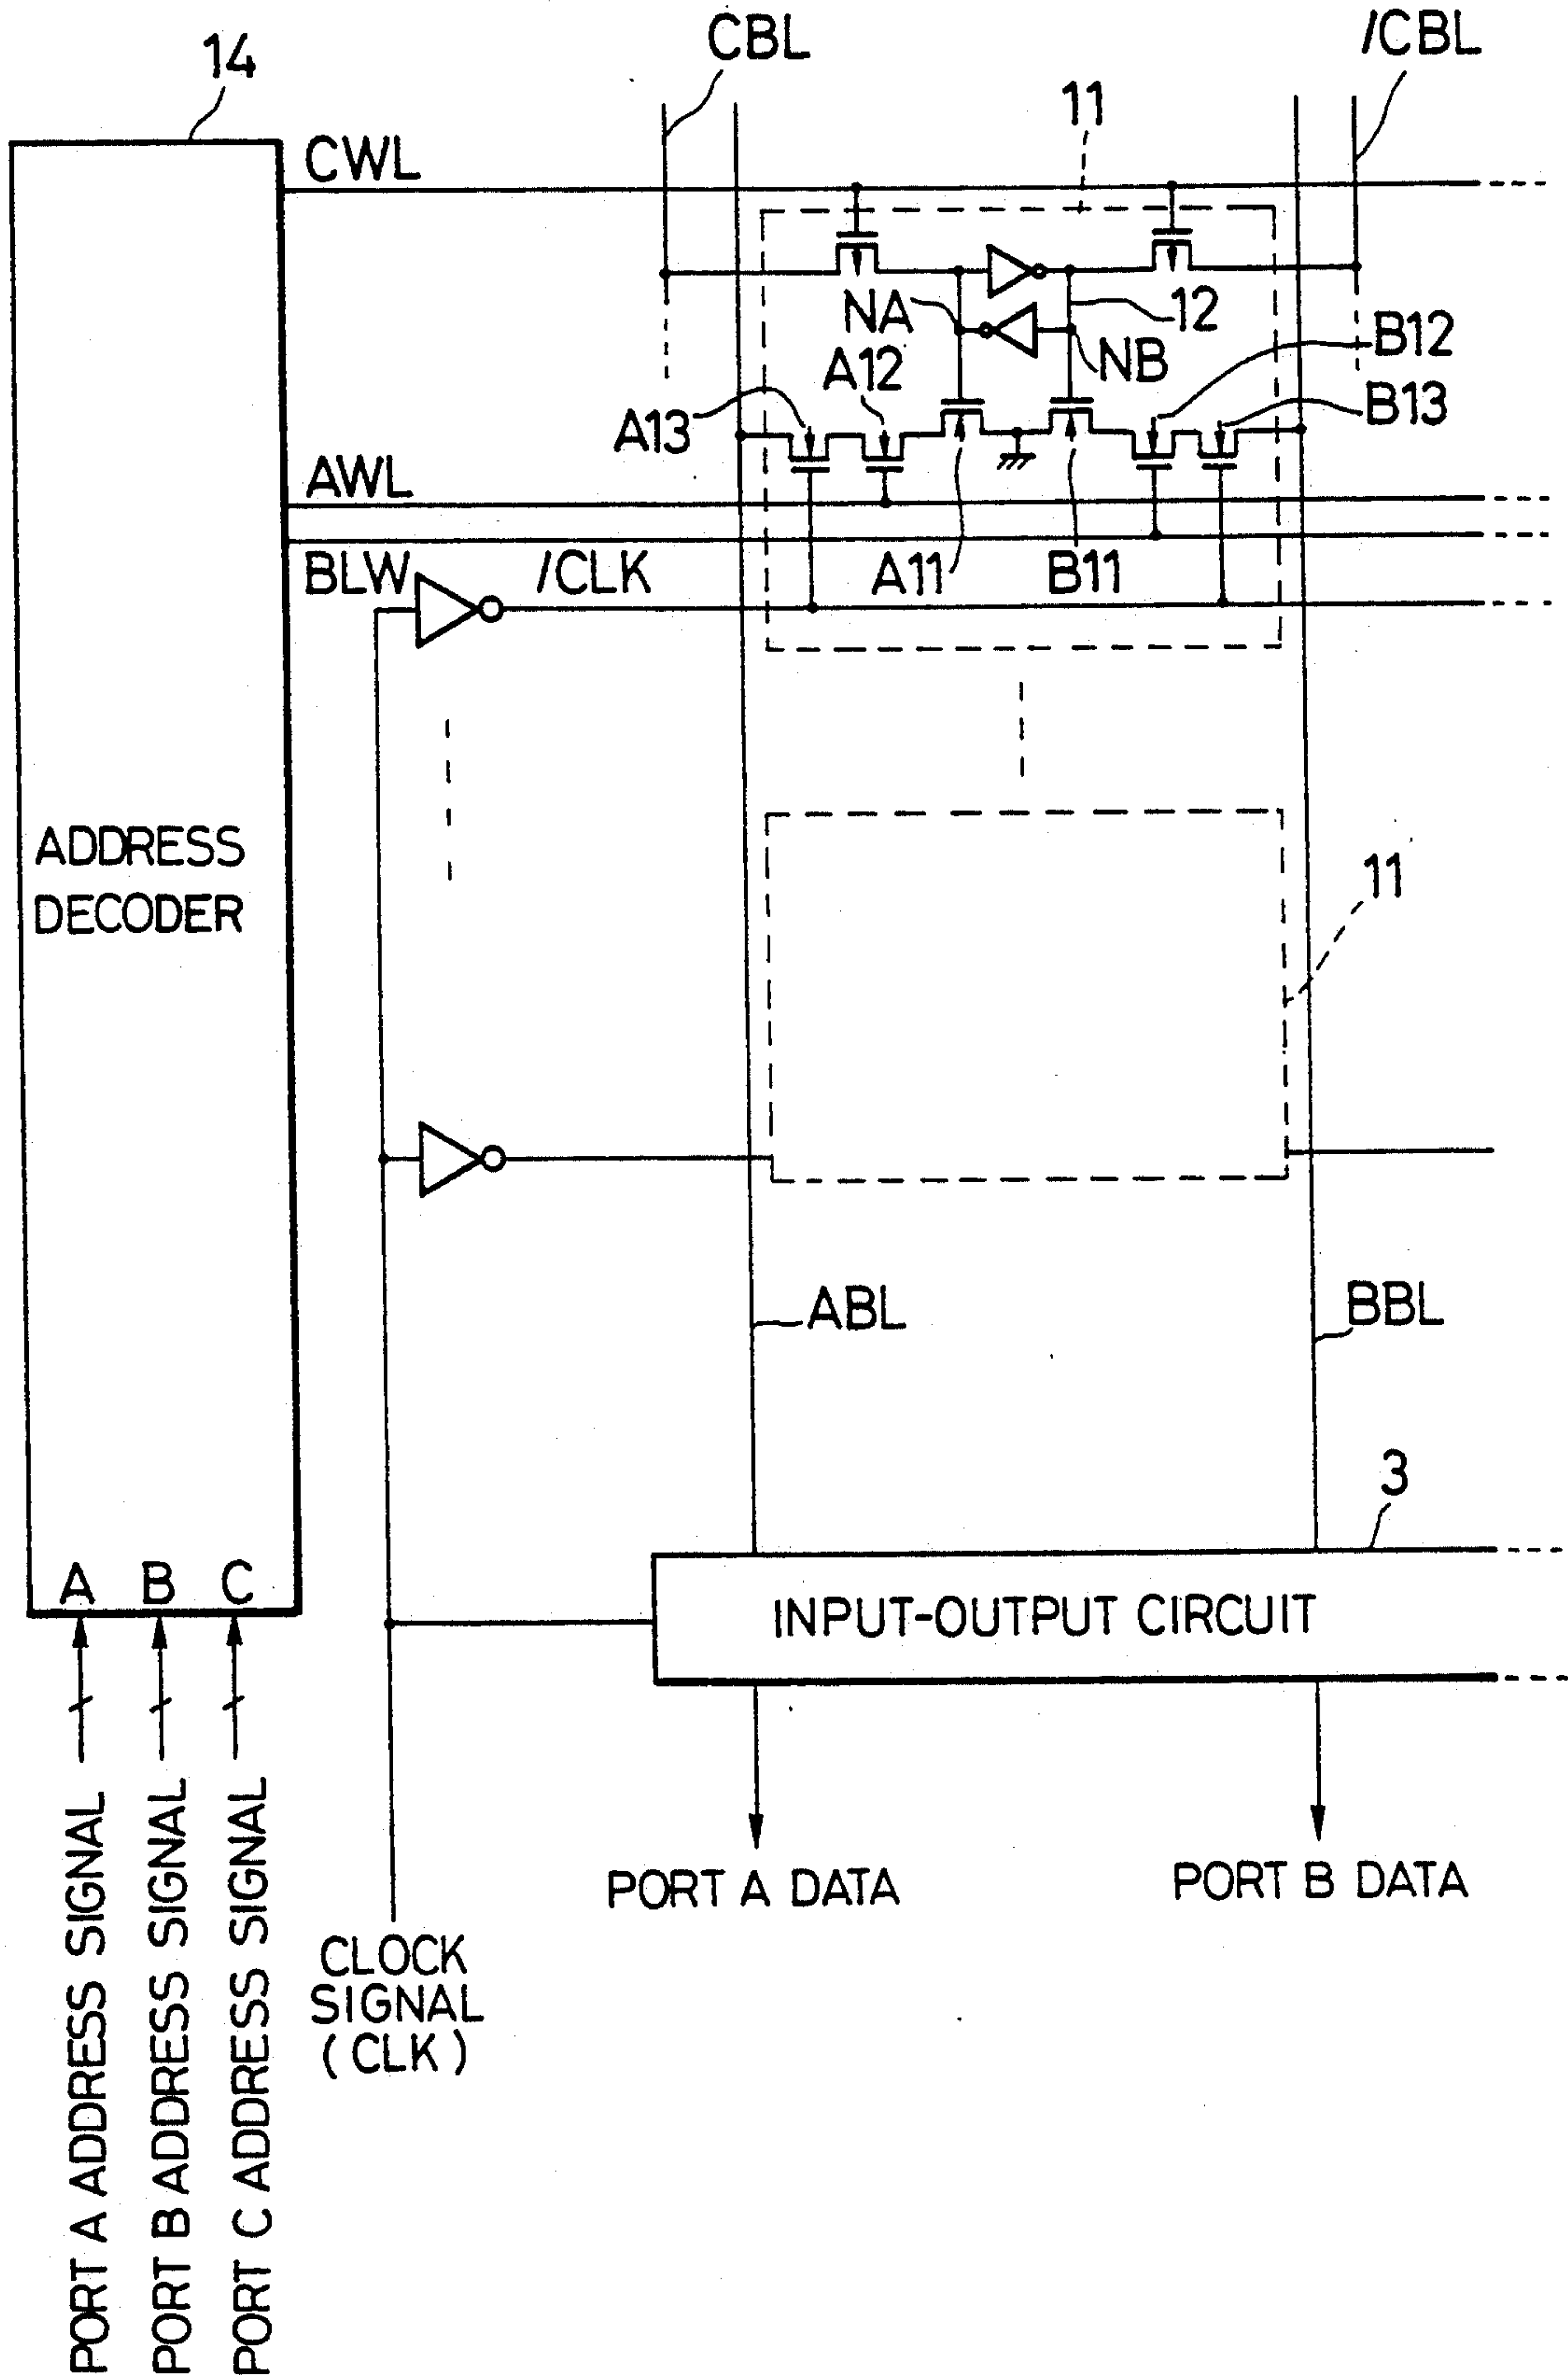 CBL
/CBL
14
11
CWL
NA
12
NB
B12
A12
A13
B13
AWL
BLW
/CLK
A11
B11
ADDRESS
DECODER
11
ABL
BBL
3
A B C
INPUT-OUTPUT CIRCUIT
PORT A DATA
PORT B DATA
CLOCK
SIGNAL
(CLK)
PORT A ADDRESS SIGNAL
PORT B ADDRESS SIGNAL
PORT C ADDRESS SIGNAL